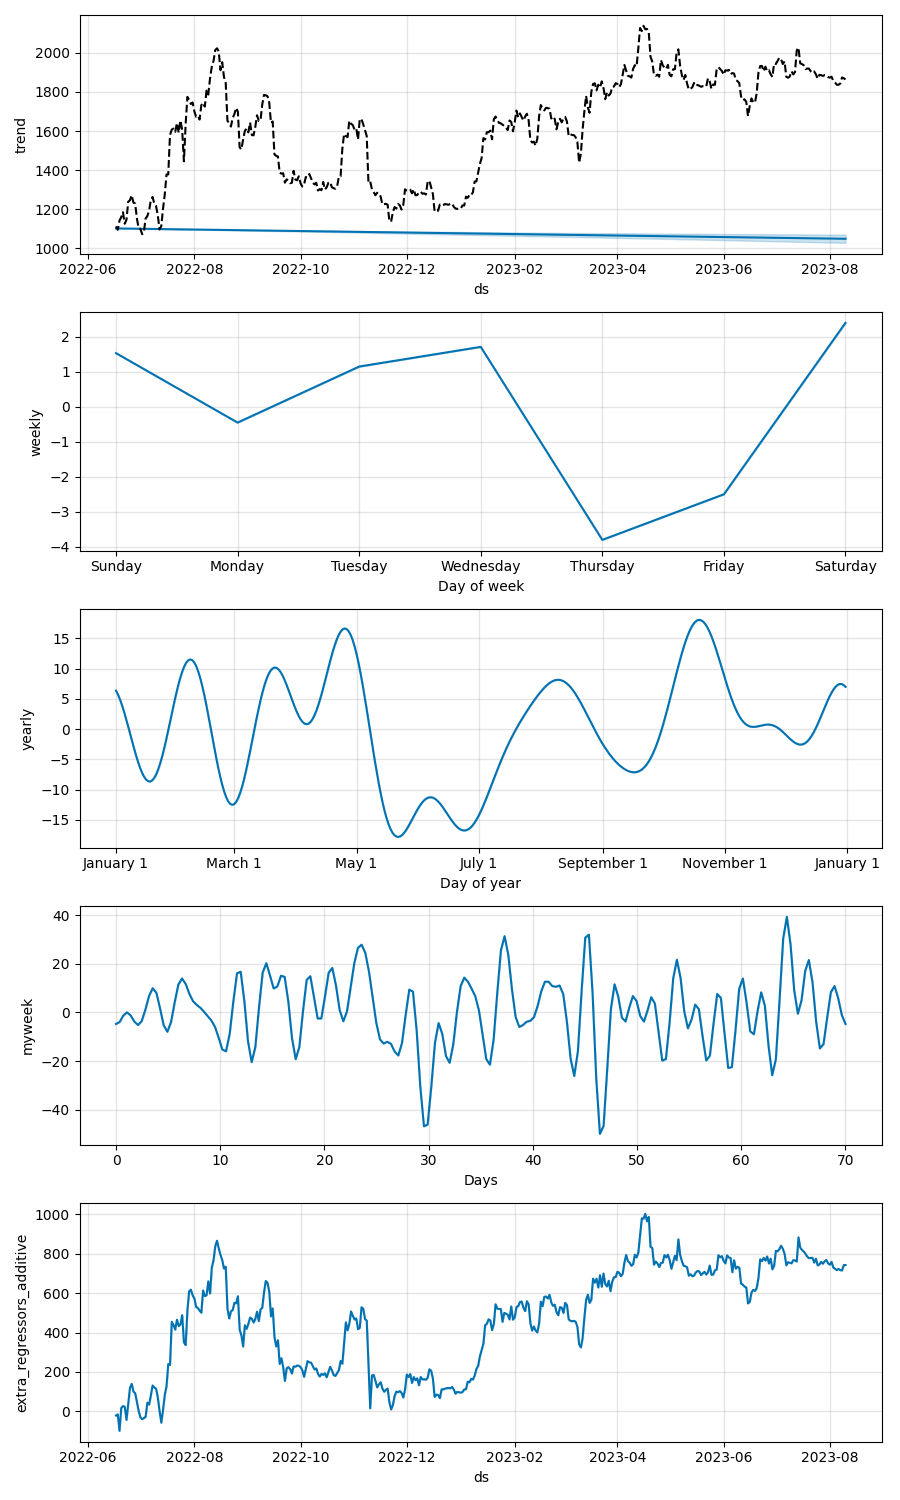 2000
1800
1600
1400
1200
1000
trend
2022-06 2022-08 2022-10 2022-12 2023-02 2023-04 2023-06 2023-08
ds
2
1
0
−1
−2
−3
−4
weekly
Sunday Monday Tuesday Wednesday Thursday Friday Saturday
Day of week
15
10
5
0
−5
−10
−15
yearly
January 1 March 1 May 1 July 1 September 1 November 1 January 1
Day of year
40
20
0
−20
−40
myweek
0 10 20 30 40 50 60 70
Days
1000
800
600
400
200
0
extra_regressors_additive
2022-06 2022-08 2022-10 2022-12 2023-02 2023-04 2023-06 2023-08
ds